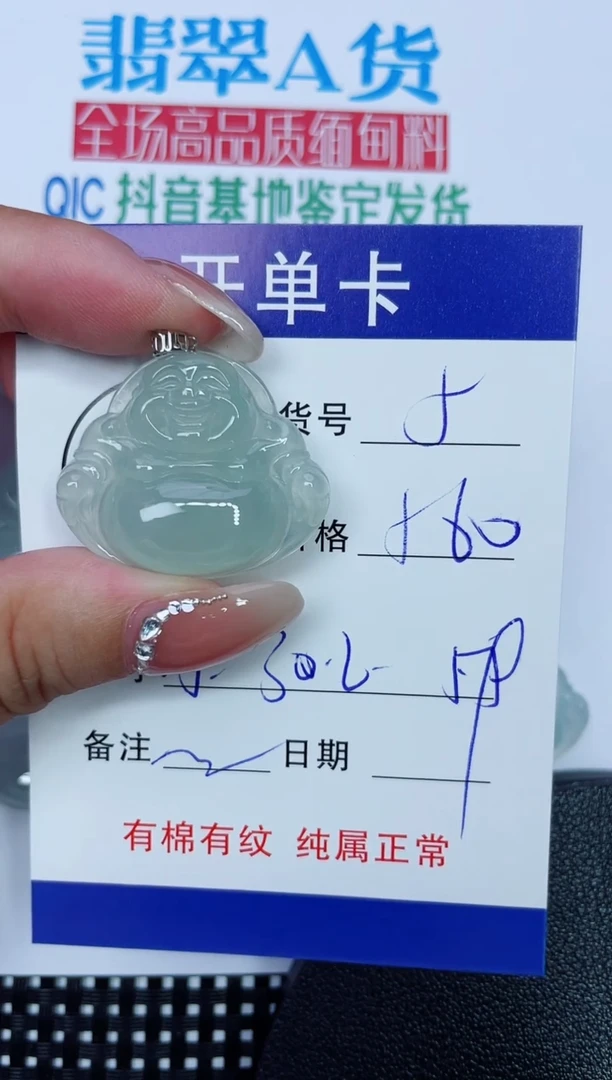 翡翠A货
全场高品质缅甸料
QIC 抖音基地鉴定发货
开单卡
货号 5
格 560
备注 日期
有棉有纹 纯属正常